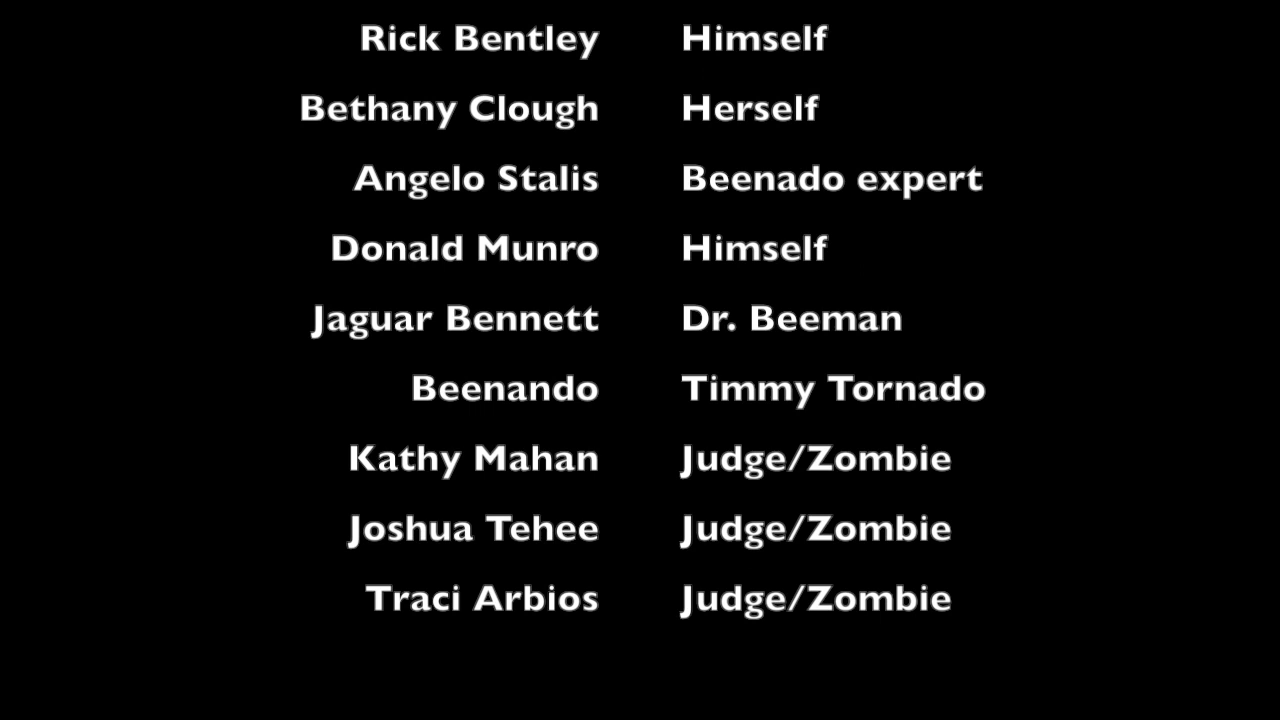 Rick Bentley Himself
Bethany Clough Herself
Angelo Stalis Beenado expert
Donald Munro Himself
Jaguar Bennett Dr. Beeman
Beenando Timmy Tornado
Kathy Mahan Judge/Zombie
Joshua Tehee Judge/Zombie
Traci Arbios Judge/Zombie